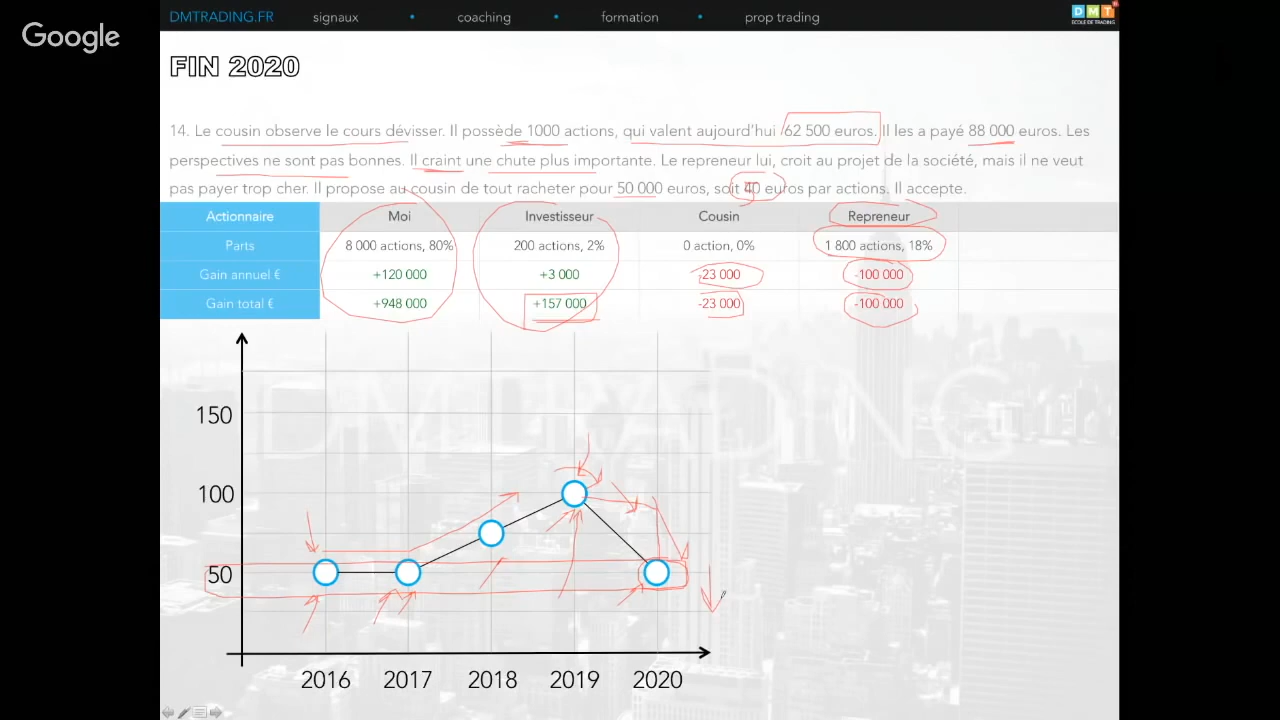 Google
DMTRADING.FR signaux • coaching • formation • prop trading
DMT
ECOLE DE TRADING
FIN 2020
14. Le cousin observe le cours dévisser. Il possède 1000 actions, qui valent aujourd'hui 62 500 euros. Il les a payé 88 000 euros. Les
perspectives ne sont pas bonnes. Il craint une chute plus importante. Le repreneur lui, croit au projet de la société, mais il ne veut
pas payer trop cher. Il propose au cousin de tout racheter pour 50 000 euros, soit 40 euros par actions. Il accepte.
Actionnaire Moi Investisseur Cousin Repreneur
Parts 8 000 actions, 80% 200 actions, 2% 0 action, 0% 1 800 actions, 18%
Gain annuel € +120 000 +3 000 -23 000 -100 000
Gain total € +948 000 +157 000 -23 000 -100 000
DMTRADING
150
100
50
2016 2017 2018 2019 2020